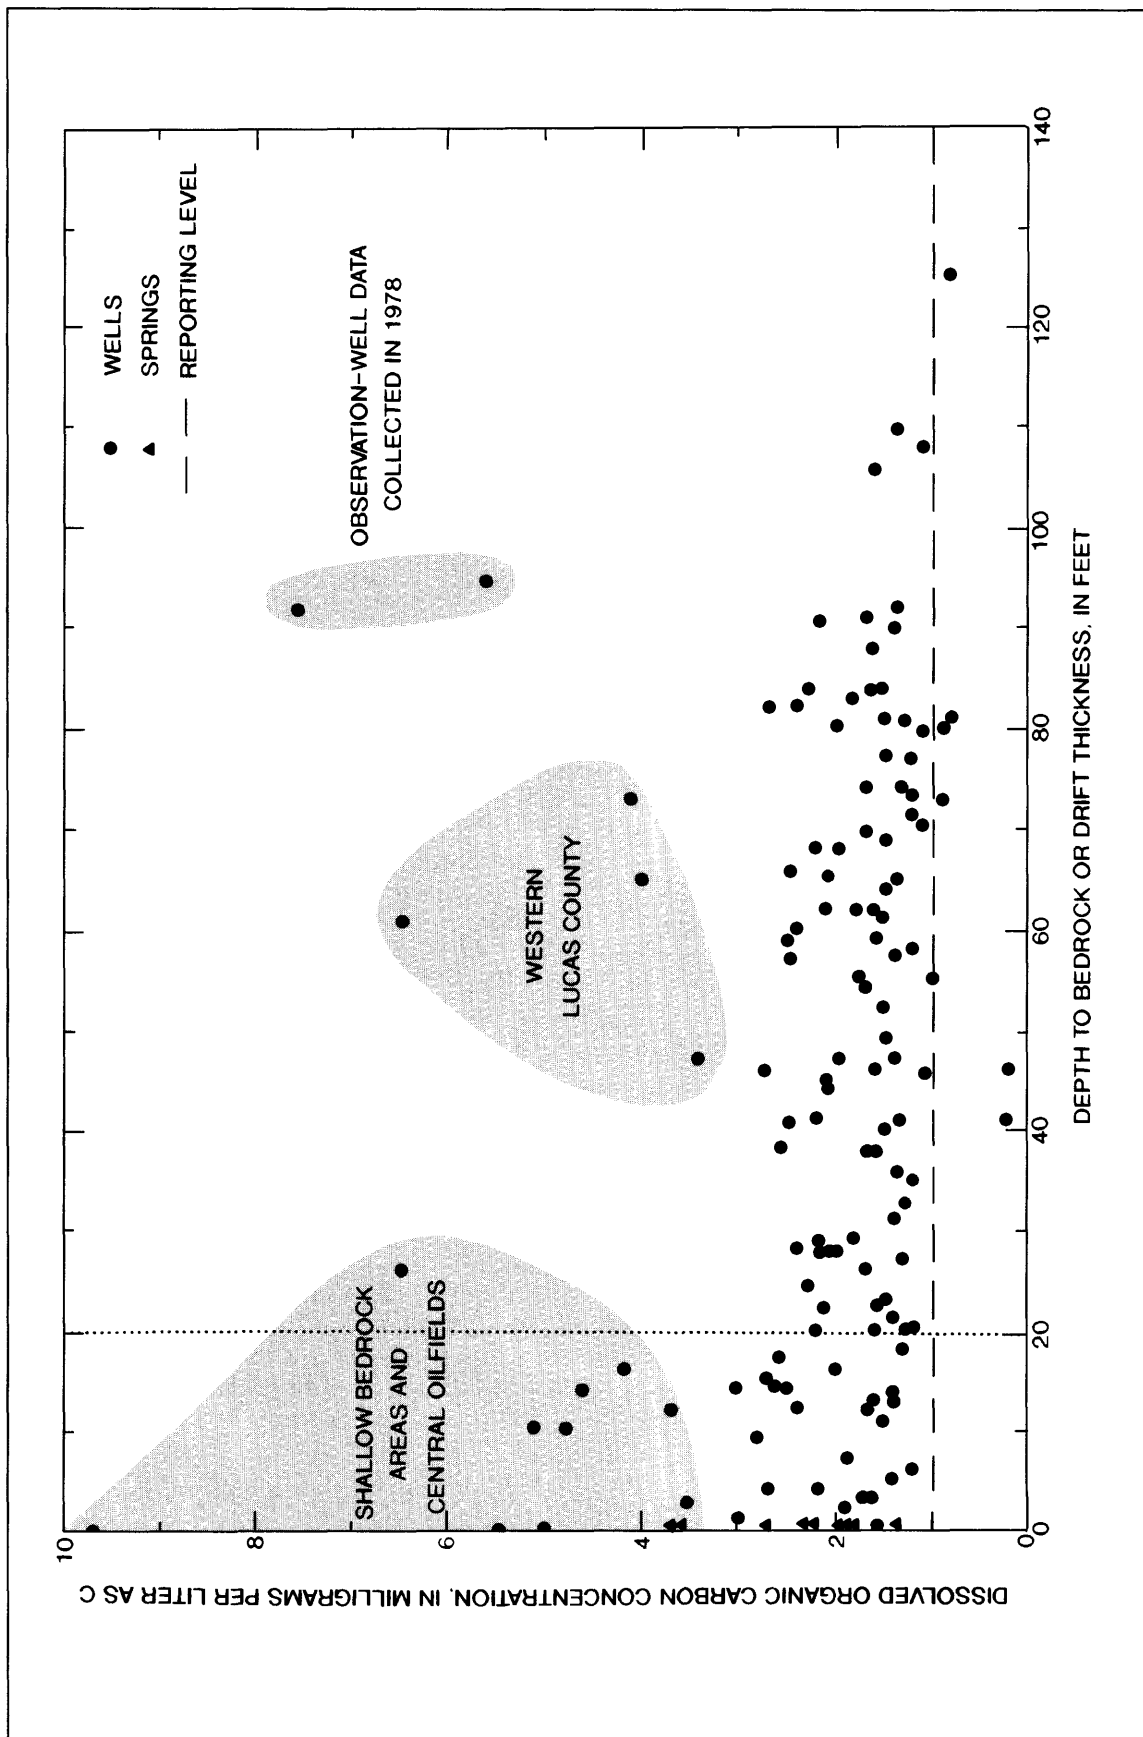 DISSOLVED ORGANIC CARBON CONCENTRATION, IN MILLIGRAMS PER LITER AS C
10
8
6
4
2
0
0
20
40
60
80
100
120
140
DEPTH TO BEDROCK OR DRIFT THICKNESS, IN FEET
WELLS
SPRINGS
REPORTING LEVEL
OBSERVATION-WELL DATA
COLLECTED IN 1978
WESTERN
LUCAS COUNTY
SHALLOW BEDROCK
AREAS AND
CENTRAL OILFIELDS